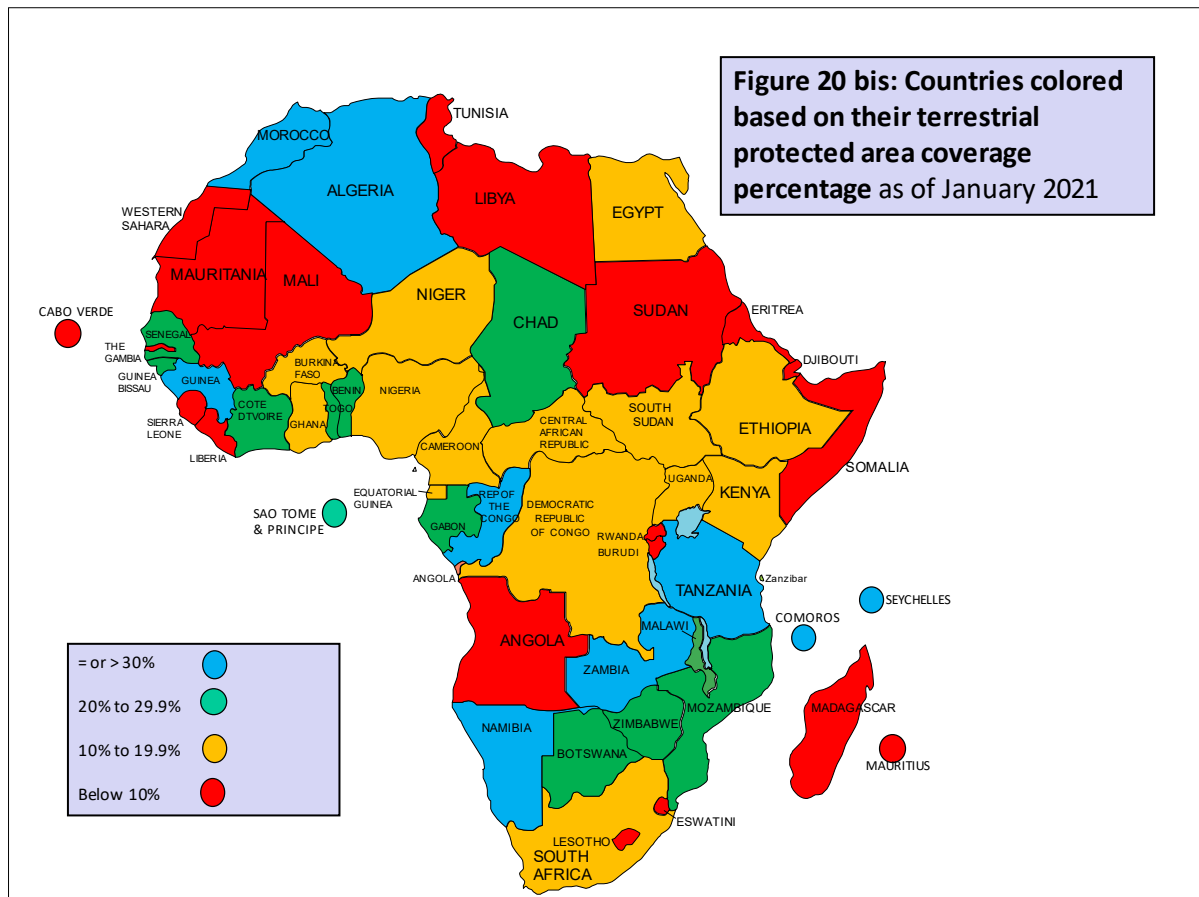 Figure 20 bis: Countries colored
based on their terrestrial
protected area coverage
percentage as of January 2021
TUNISIA
MOROCCO
ALGERIA
LIBYA
EGYPT
WESTERN
SAHARA
MAURITANIA
MALI
NIGER
CHAD
SUDAN
ERITREA
CABO VERDE
SENEGAL
THE
GAMBIA
GUINEA
BISSAU
GUINEA
BURKINA
FASO
BENIN
TOGO
NIGERIA
DJIBOUTI
SIERRA
LEONE
COTE
DTVOIRE
GHANA
LIBERIA
CAMEROON
CENTRAL
AFRICAN
REPUBLIC
SOUTH
SUDAN
ETHIOPIA
SOMALIA
EQUATORIAL
GUINEA
REP OF
THE
CONGO
DEMOCRATIC
REPUBLIC
OF CONGO
UGANDA
KENYA
SAO TOME
& PRINCIPE
GABON
RWANDA
BURUDI
ANGOLA
TANZANIA
Zanzibar
SEYCHELLES
COMOROS
ANGOLA
MALAWI
ZAMBIA
MOZAMBIQUE
MADAGASCAR
NAMIBIA
ZIMBABWE
BOTSWANA
MAURITIUS
ESWATINI
LESOTHO
SOUTH
AFRICA
= or > 30%
20% to 29.9%
10% to 19.9%
Below 10%